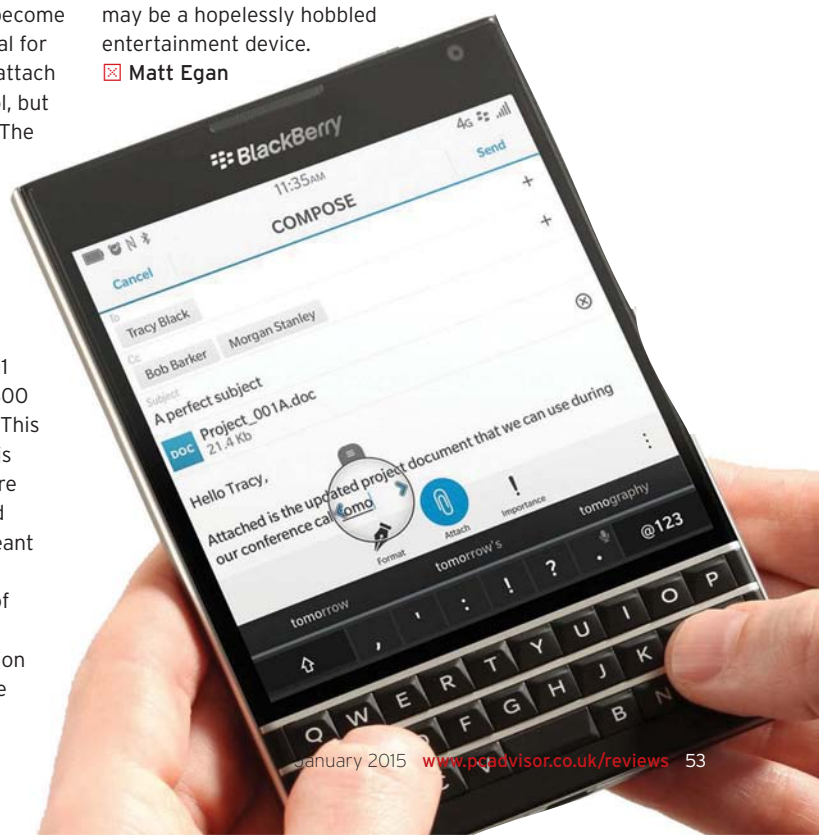 ecome
al for
attach
l, but
The
1
00
This
is
re
d
eant
of
on
e
may be a hopelessly hobbled
entertainment device.
Matt Egan
BlackBerry
4G
11:35AM
Cancel
COMPOSE
Send
To
Tracy Black
+
Cc
Bob Barker Morgan Stanley
+
Subject
A perfect subject
DOC Project_001A.doc
21.4 Kb
Hello Tracy,
Attached is the updated project document that we can use during
our conference call tomo
Format Attach Importance
tomorrow tomorrow's tomography
, ' : ! ? . @123
Q W E R T Y U I O P
F G H J K
C V B N
January 2015 www.pcadvisor.co.uk/reviews 53